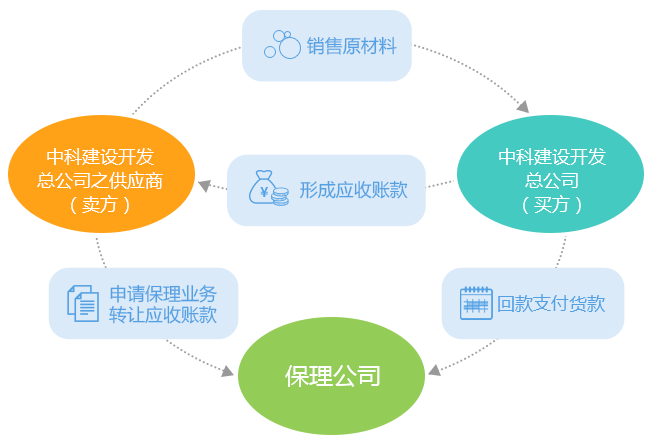 销售原材料
中科建设开发
总公司之供应商
（卖方）
中科建设开发
总公司
（买方）
¥
形成应收账款
申请保理业务
转让应收账款
回款支付货款
保理公司